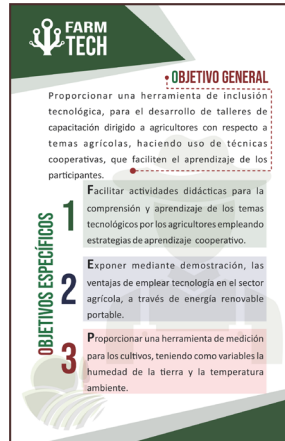 FARM
TECH
OBJETIVO GENERAL
Proporcionar una herramienta de inclusión
tecnológica, para el desarrollo de talleres de
capacitación dirigido a agricultores con respecto a
temas agrícolas, haciendo uso de técnicas
cooperativas, que faciliten el aprendizaje de los
participantes.
OBJETIVOS ESPECÍFICOS
1
Facilitar actividades didácticas para la
comprensión y aprendizaje de los temas
tecnológicos por los agricultores empleando
estrategias de aprendizaje cooperativo.
2
Exponer mediante demostración, las
ventajas de emplear tecnología en el sector
agrícola, a través de energía renovable
portable.
3
Proporcionar una herramienta de medición
para los cultivos, teniendo como variables la
humedad de la tierra y la temperatura
ambiente.